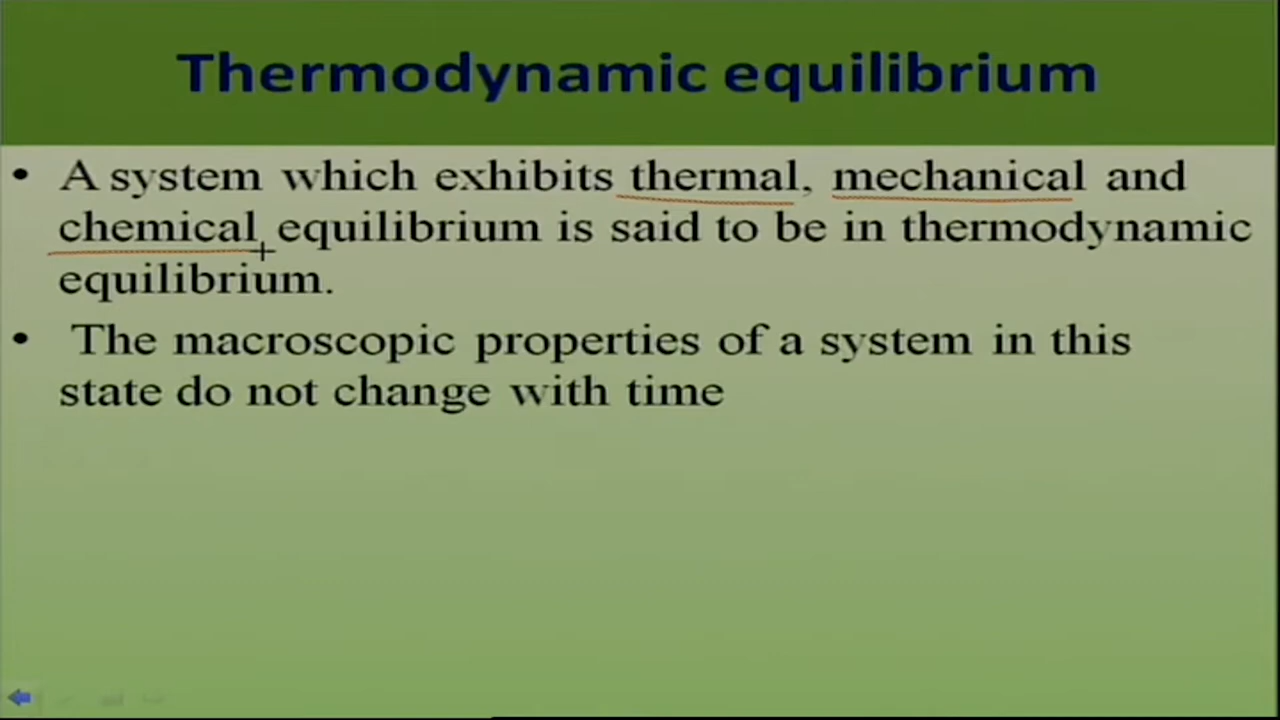 Thermodynamic equilibrium
• A system which exhibits thermal, mechanical and
chemical equilibrium is said to be in thermodynamic
equilibrium.
• The macroscopic properties of a system in this
state do not change with time